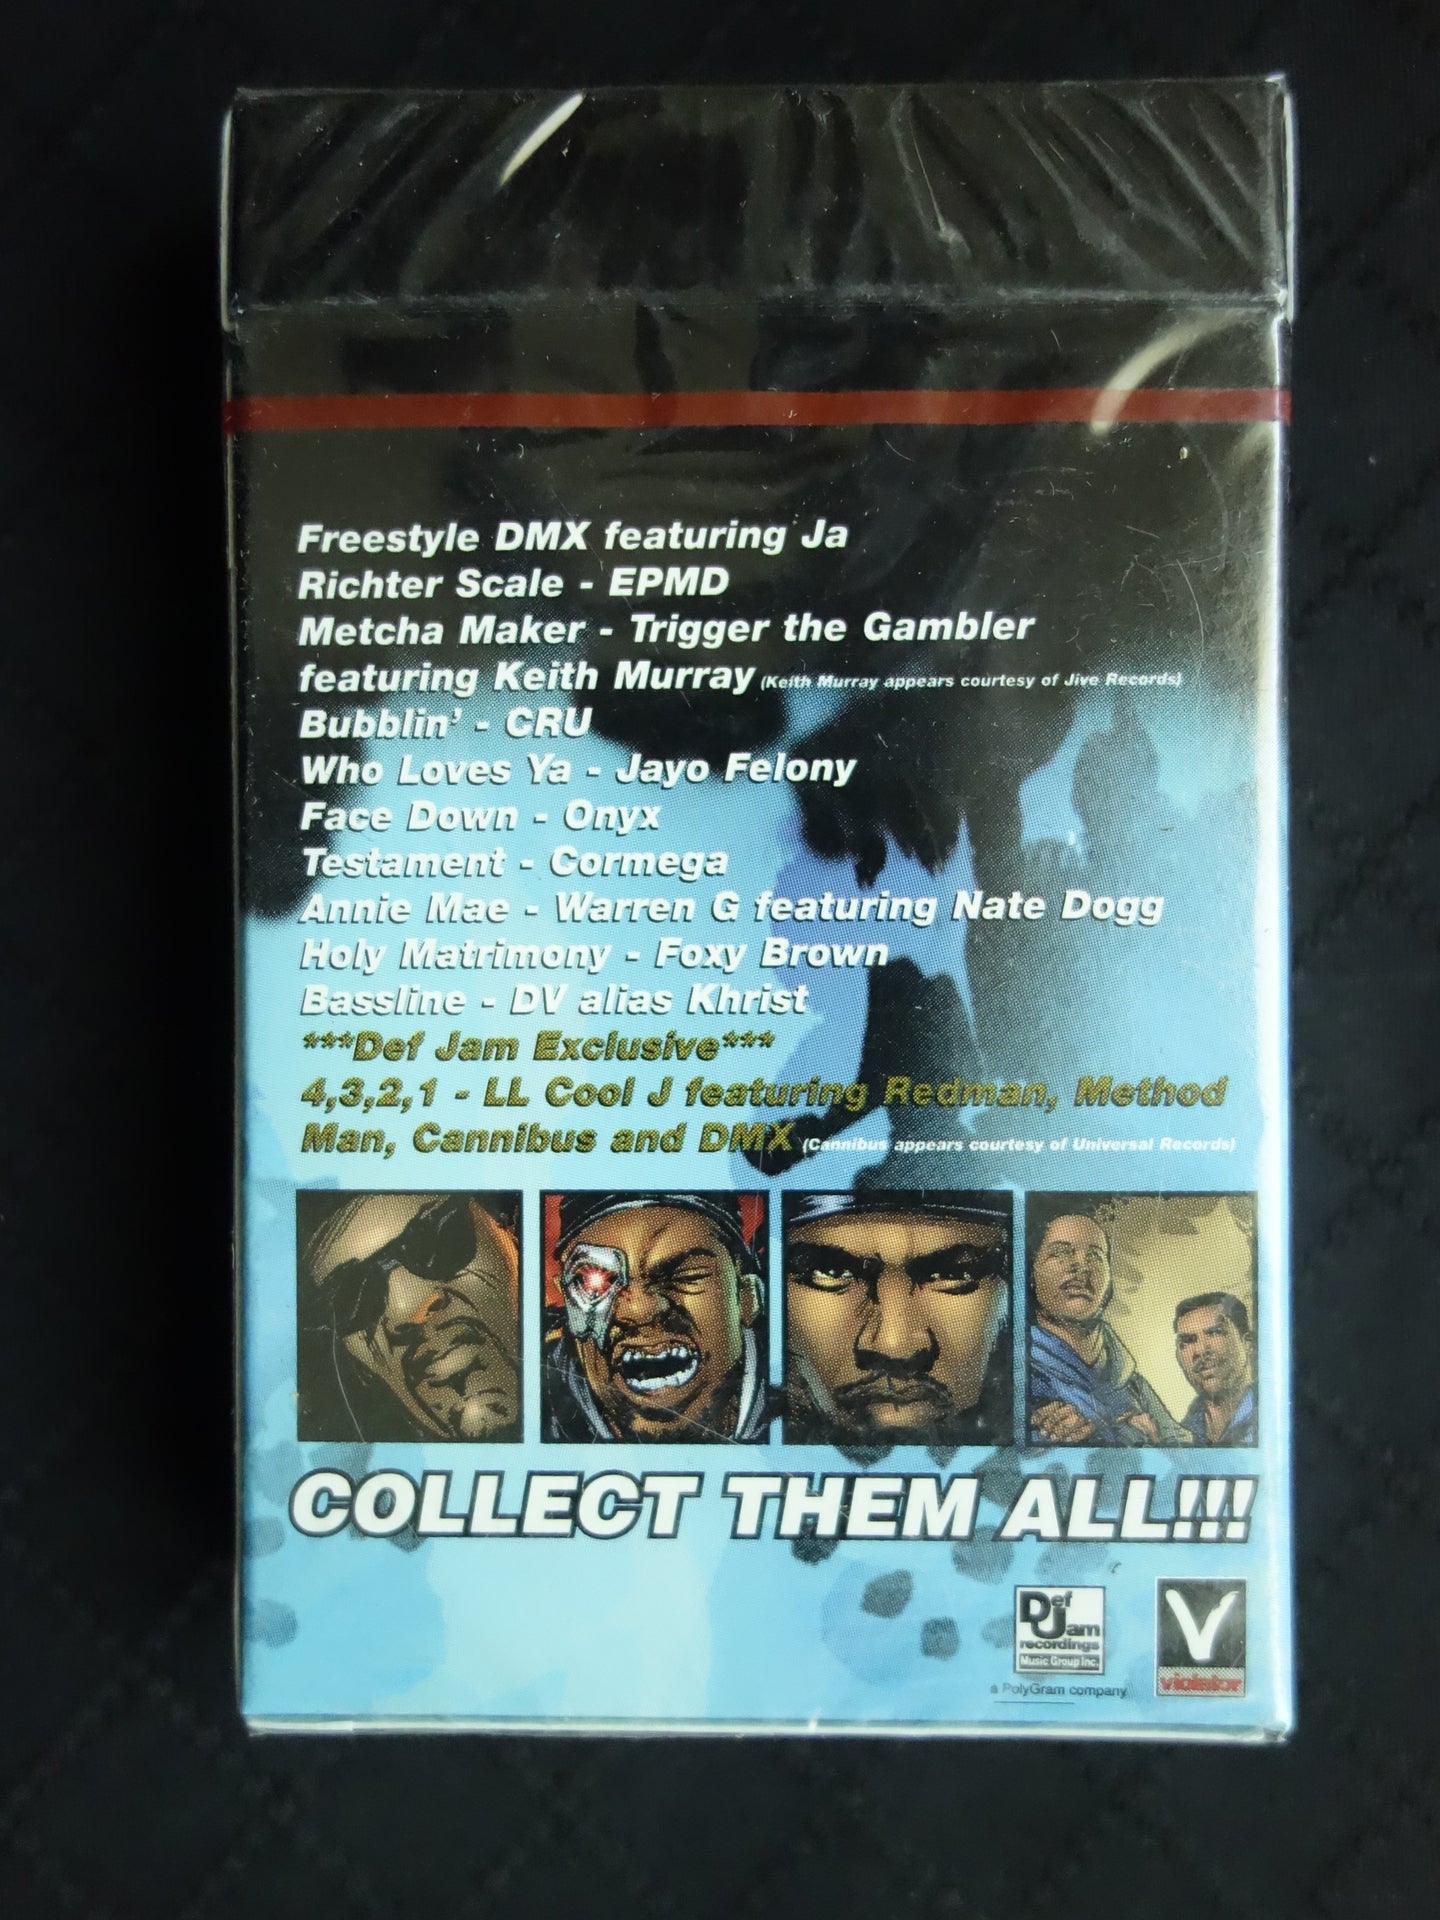 Freestyle DMX featuring Ja
Richter Scale - EPMD
Metcha Maker - Trigger the Gambler
featuring Keith Murray (Keith Murray appears courtesy of Jive Records)
Bubblin' - CRU
Who Loves Ya - Jayo Felony
Face Down - Onyx
Testament - Cormega
Annie Mae - Warren G featuring Nate Dogg
Holy Matrimony - Foxy Brown
Bassline - DV alias Khrist
***Def Jam Exclusive***
4,3,2,1 - LL Cool J featuring Redman, Method
Man, Cannibus and DMX (Cannibus appears courtesy of Universal Records)
COLLECT THEM ALL!!!
Def
Jam
recordings
Music Group Inc.
a PolyGram company
V
violator